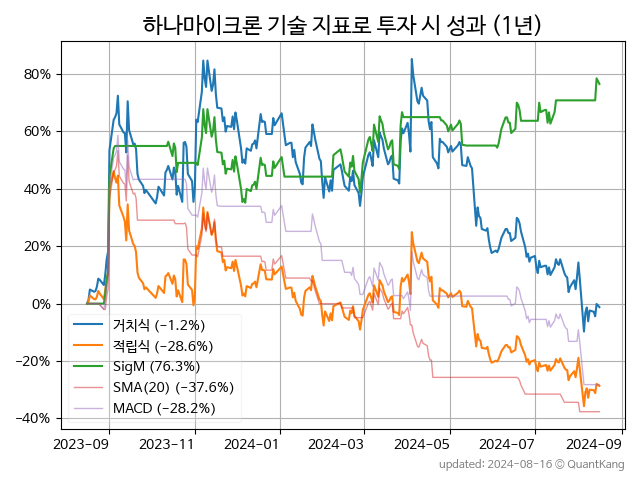 하나마이크론 기술 지표로 투자 시 성과 (1년)
80%
60%
40%
20%
0%
−20%
−40%
거치식 (−1.2%)
적립식 (−28.6%)
SigM (76.3%)
SMA(20) (−37.6%)
MACD (−28.2%)
2023−09 2023−11 2024−01 2024−03 2024−05 2024−07 2024−09
updated: 2024−08−16 © QuantKang